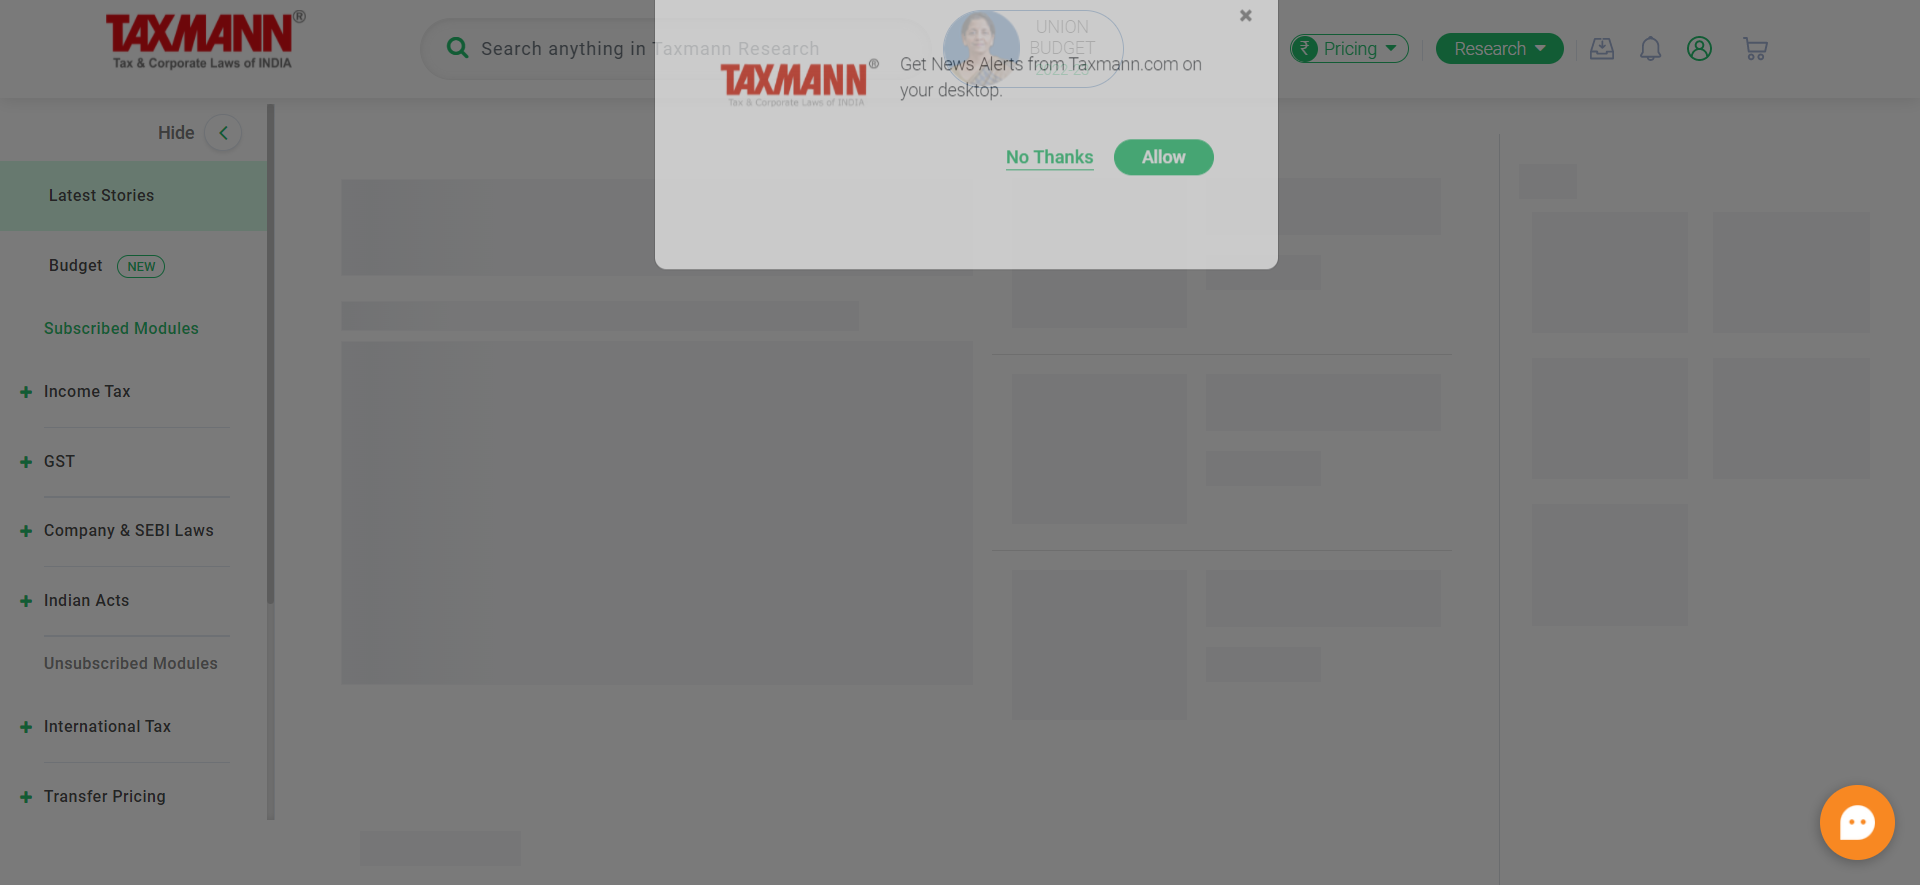 TAXMANN®
Tax & Corporate Laws of INDIA
Search anything in Taxmann Research
UNION
BUDGET
2022-23
Pricing
Research
×
TAXMANN®
Tax & Corporate Laws of INDIA
Get News Alerts from Taxmann.com on
your desktop.
No Thanks
Allow
Hide
Latest Stories
Budget NEW
Subscribed Modules
Income Tax
GST
Company & SEBI Laws
Indian Acts
Unsubscribed Modules
International Tax
Transfer Pricing